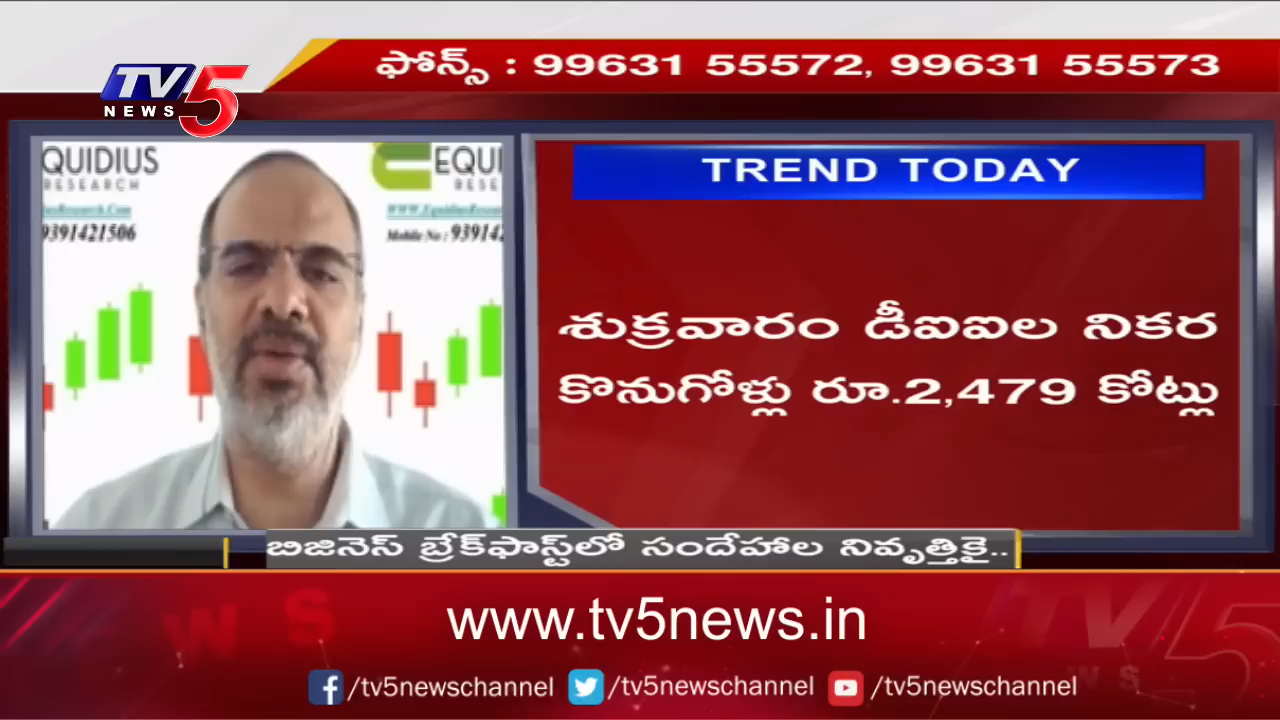 ఫోన్స్ : 99631 55572, 99631 55573
TV5
NEWS
QUIDIUS
RESEARCH
9391421506
EQUI
RESE
Mobile No : 93914
TREND TODAY
శుక్రవారం డీఐఐల నికర
కొనుగోళ్లు రూ.2,479 కోట్లు
బిజినెస్ బ్రేక్‌ఫాస్ట్‌లో సందేహాల నివృత్తికై..
www.tv5news.in
/tv5newschannel /tv5newschannel /tv5newschannel